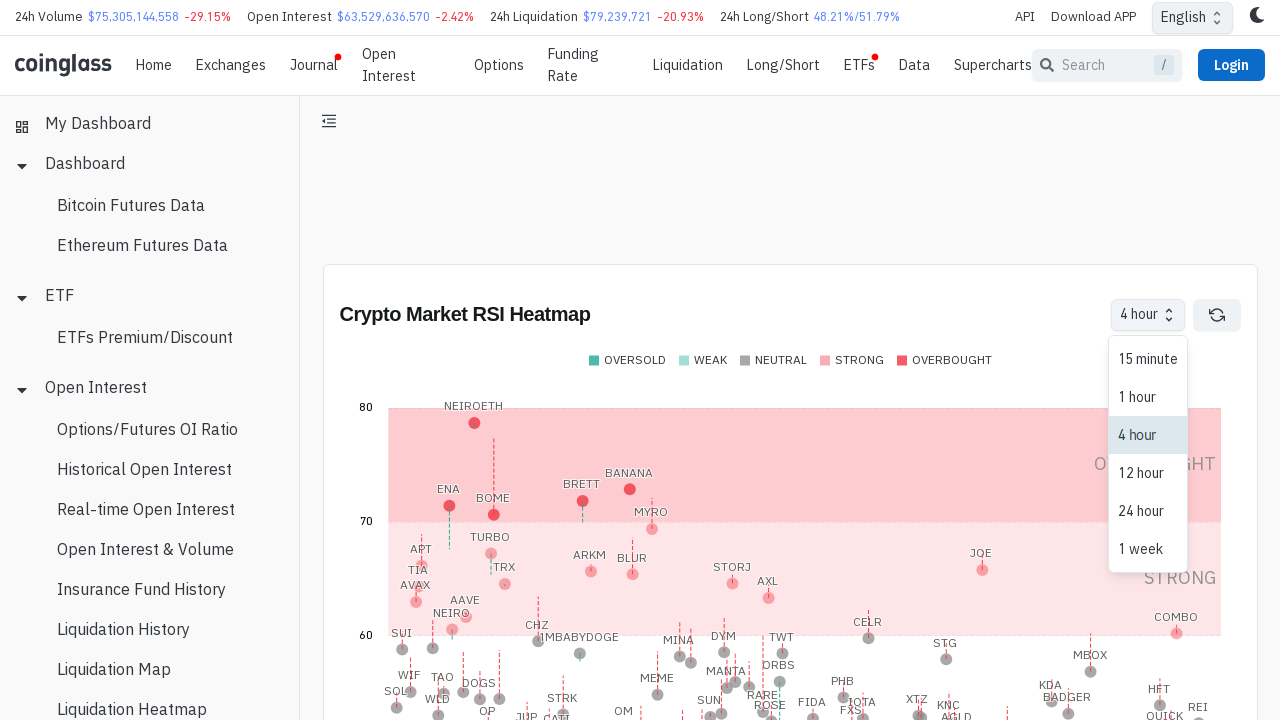 24h Volume $75,305,144,558 -29.15% Open Interest $63,529,636,570 -2.42% 24h Liquidation $79,239,721 -20.93% 24h Long/Short 48.21%/51.79% API Download APP English
coinglass Home Exchanges Journal Open Interest Options Funding Rate Liquidation Long/Short ETFs Data Supercharts Search / Login
My Dashboard
Dashboard
Bitcoin Futures Data
Ethereum Futures Data
ETF
ETFs Premium/Discount
Open Interest
Options/Futures OI Ratio
Historical Open Interest
Real-time Open Interest
Open Interest & Volume
Insurance Fund History
Liquidation History
Liquidation Map
Liquidation Heatmap
Crypto Market RSI Heatmap 4 hour
15 minute
1 hour
4 hour
12 hour
24 hour
1 week
OVERSOLD WEAK NEUTRAL STRONG OVERBOUGHT
80
NEIROETH
BANANA
BRETT
ENA
BOME
MYRO
70
TURBO
APT
ARKM
BLUR
JOE
TIA
TRX
STORJ
STRONG
AVAX
AXL
AAVE
NEIRO
COMBO
CELR
CHZ
60
SUI
1MBABYDOGE
MINA
DYM
TWT
STG
MBOX
ORBS
WIF
TAO
MEME
MANTA
DOGS
PHB
KDA
SOL
WLD
STRK
SUN
RARE
ROSE
FIDA
IOTA
XTZ
KNC
BADGER
HFT
OP
JUP
CATI
OM
FXS
AGLD
QUICK
REI